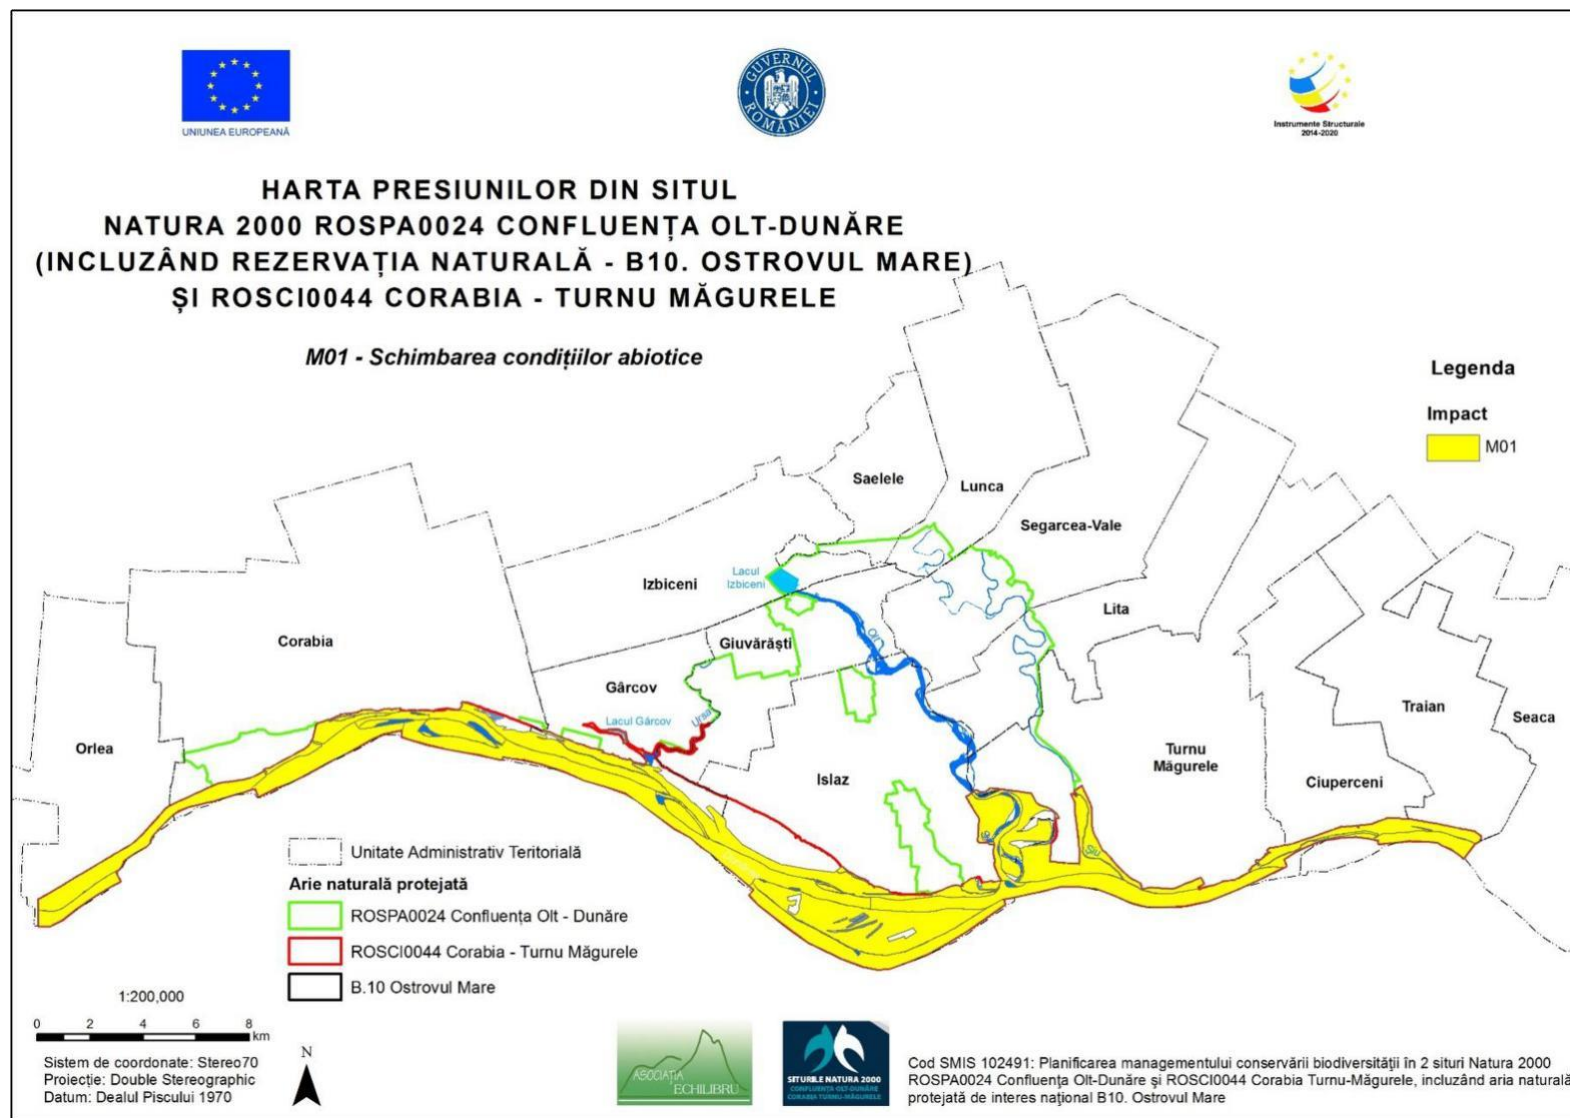 UNIUNEA EUROPEANĂ
GUVERNUL ROMÂNIEI
Instrumente Structurale
2014-2020
HARTA PRESIUNILOR DIN SITUL
NATURA 2000 ROSPA0024 CONFLUENȚA OLT-DUNĂRE
(INCLUZÂND REZERVAȚIA NATURALĂ - B10. OSTROVUL MARE)
ȘI ROSCI0044 CORABIA - TURNU MĂGURELE
M01 - Schimbarea condițiilor abiotice
Legenda
Impact
M01
Saelele
Lunca
Segarcea-Vale
Izbiceni
Lacul
Izbiceni
Lita
Corabia
Giuvărăști
Olt
Gârcov
Lacul Gârcov
Ursa
Orlea
Islaz
Turnu
Măgurele
Traian
Seaca
Ciuperceni
Siu
Unitate Administrativ Teritorială
Arie naturală protejată
ROSPA0024 Confluența Olt - Dunăre
ROSCI0044 Corabia - Turnu Măgurele
B.10 Ostrovul Mare
1:200,000
0 2 4 6 8
km
N
Sistem de coordonate: Stereo70
Proiecție: Double Stereographic
Datum: Dealul Piscului 1970
ASOCIAȚIA
ECHILIBRU
SITURILE NATURA 2000
CONFLUENȚA OLT-DUNĂRE
CORABIA TURNU-MĂGURELE
Cod SMIS 102491: Planificarea managementului conservării biodiversității în 2 situri Natura 2000
ROSPA0024 Confluența Olt-Dunăre și ROSCI0044 Corabia Turnu-Măgurele, incluzând aria naturală
protejată de interes național B10. Ostrovul Mare